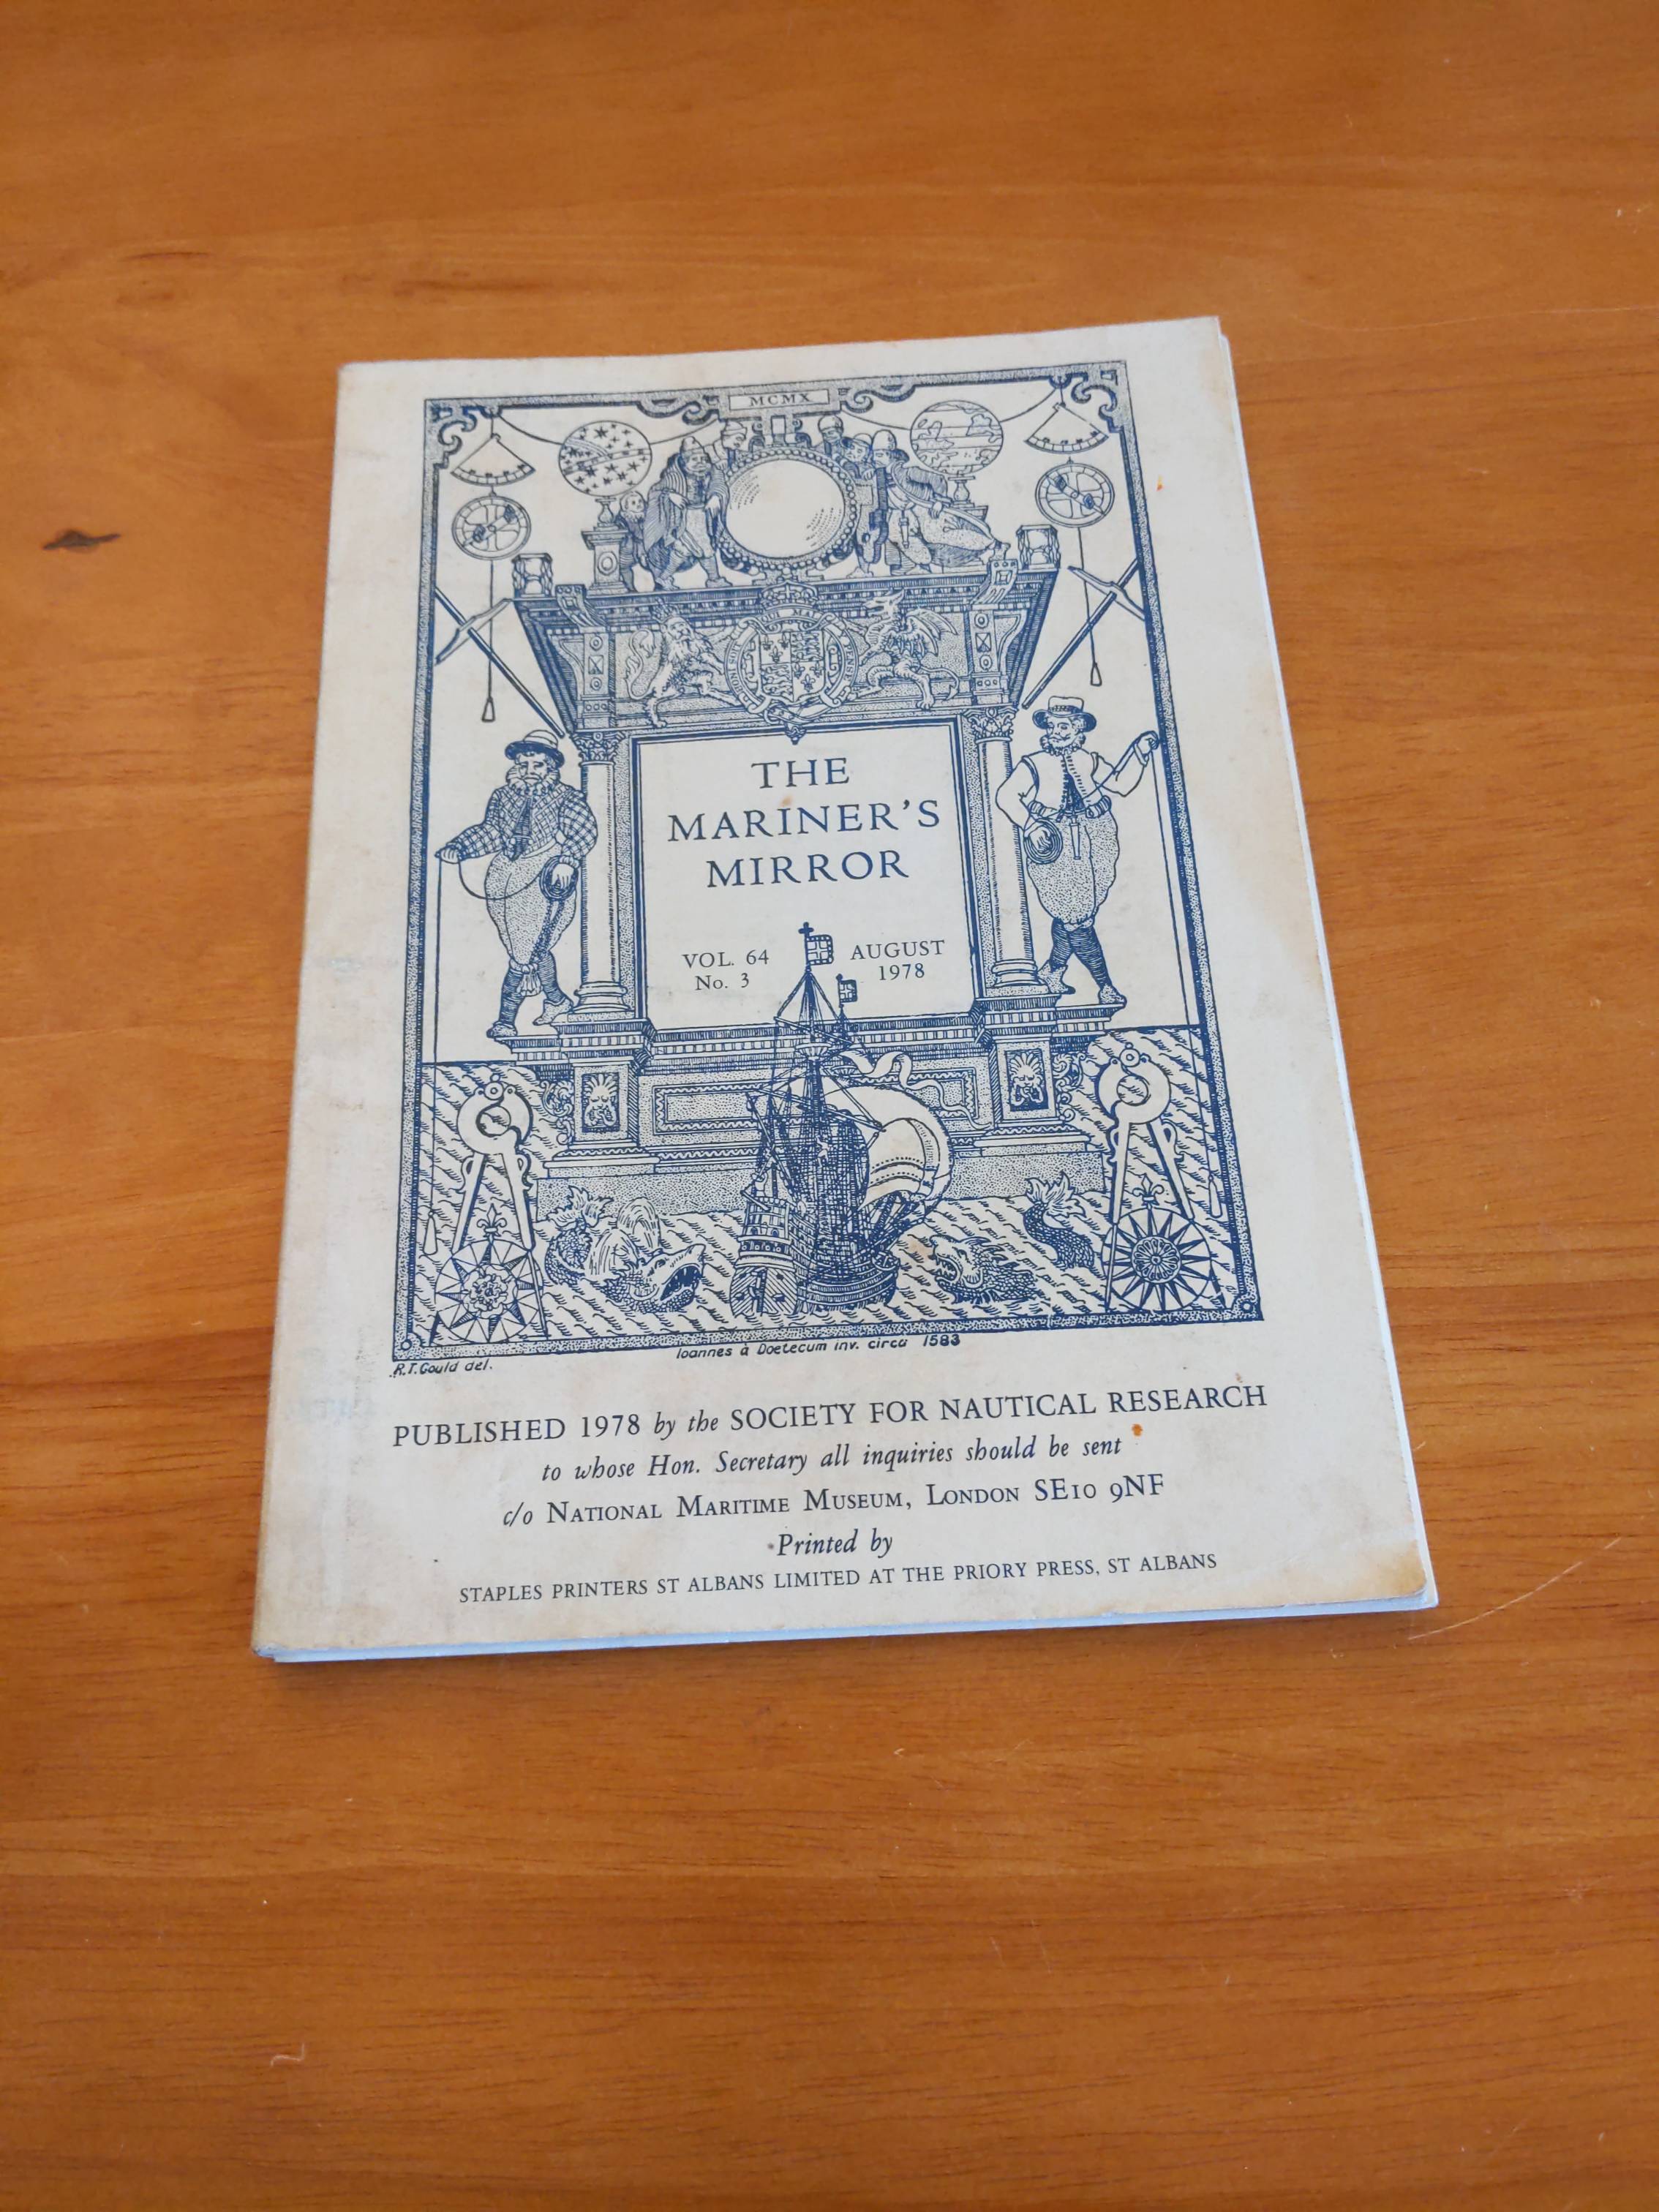 MCMX
THE
MARINER'S
MIRROR
VOL. 64 AUGUST
No. 3 1978
R.T.Gould del.
Ioannes à Doetecum inv. circa 1583
PUBLISHED 1978 by the SOCIETY FOR NAUTICAL RESEARCH
to whose Hon. Secretary all inquiries should be sent
c/o NATIONAL MARITIME MUSEUM, LONDON SE10 9NF
Printed by
STAPLES PRINTERS ST ALBANS LIMITED AT THE PRIORY PRESS, ST ALBANS